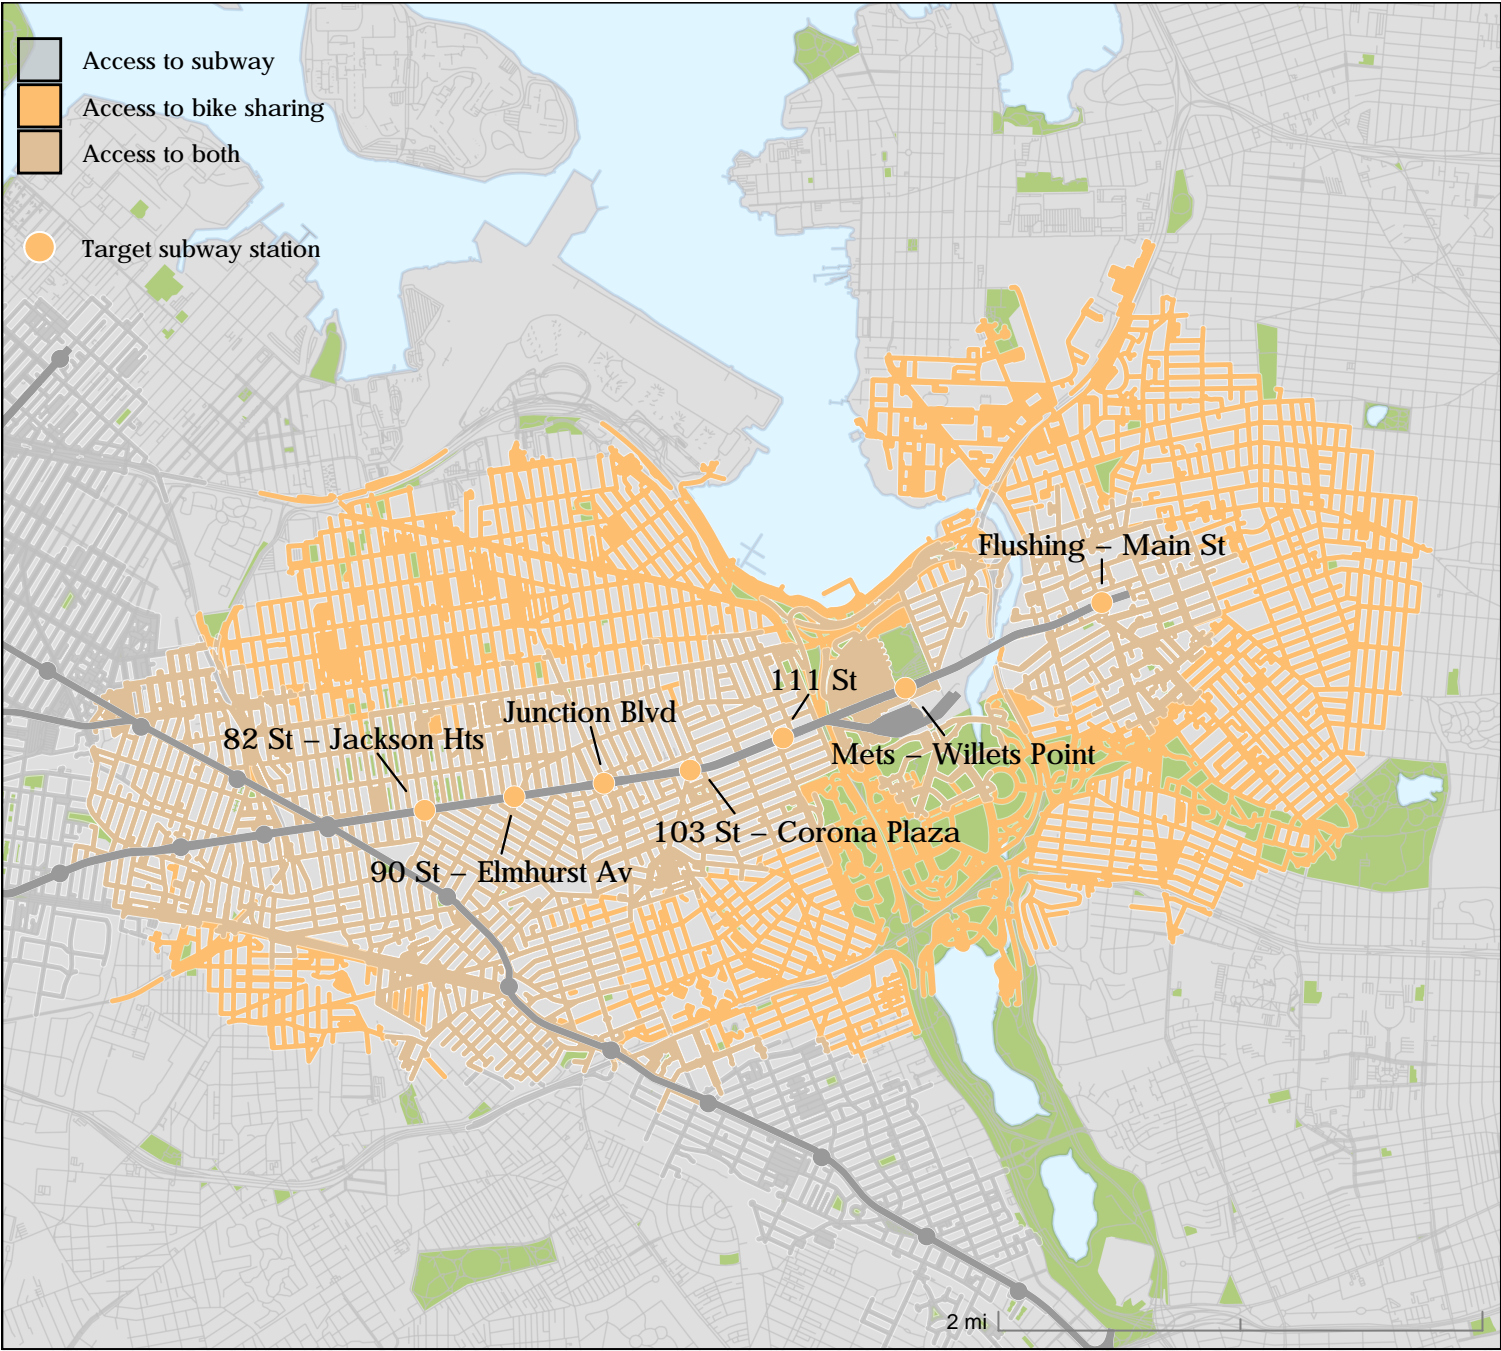 Access to subway
Access to bike sharing
Access to both
Target subway station
Flushing – Main St
111 St
Junction Blvd
82 St – Jackson Hts
Mets – Willets Point
103 St – Corona Plaza
90 St – Elmhurst Av
2 mi